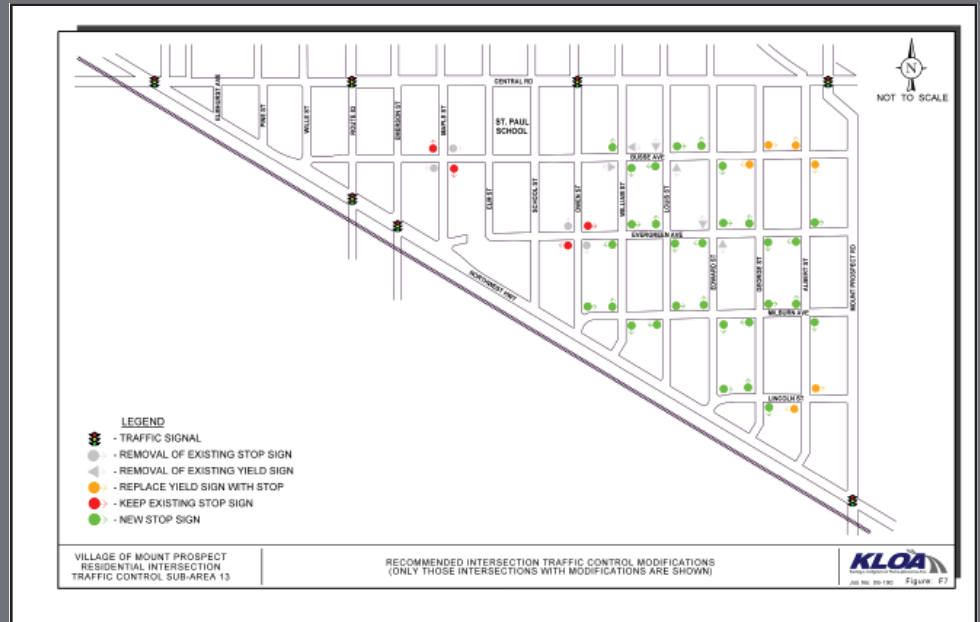 CENTRAL RD
N
NOT TO SCALE
ELMHURST AVE
PINE ST
WILLE ST
ROUTE 83
EMERSON ST
MAPLE ST
ST. PAUL
SCHOOL
BUSSE AVE
ELM ST
SCHOOL ST
OWEN ST
WILLIAM ST
LOUIS ST
EVERGREEN AVE
EDWARD ST
GEORGE ST
ALBERT ST
MOUNT PROSPECT RD
NORTHWEST HWY
MILBURN AVE
LINCOLN ST
LEGEND
- TRAFFIC SIGNAL
- REMOVAL OF EXISTING STOP SIGN
- REMOVAL OF EXISTING YIELD SIGN
- REPLACE YIELD SIGN WITH STOP
- KEEP EXISTING STOP SIGN
- NEW STOP SIGN
VILLAGE OF MOUNT PROSPECT
RESIDENTIAL INTERSECTION
TRAFFIC CONTROL SUB-AREA 13
RECOMMENDED INTERSECTION TRAFFIC CONTROL MODIFICATIONS
(ONLY THOSE INTERSECTIONS WITH MODIFICATIONS ARE SHOWN)
KLOA
Figure: F7